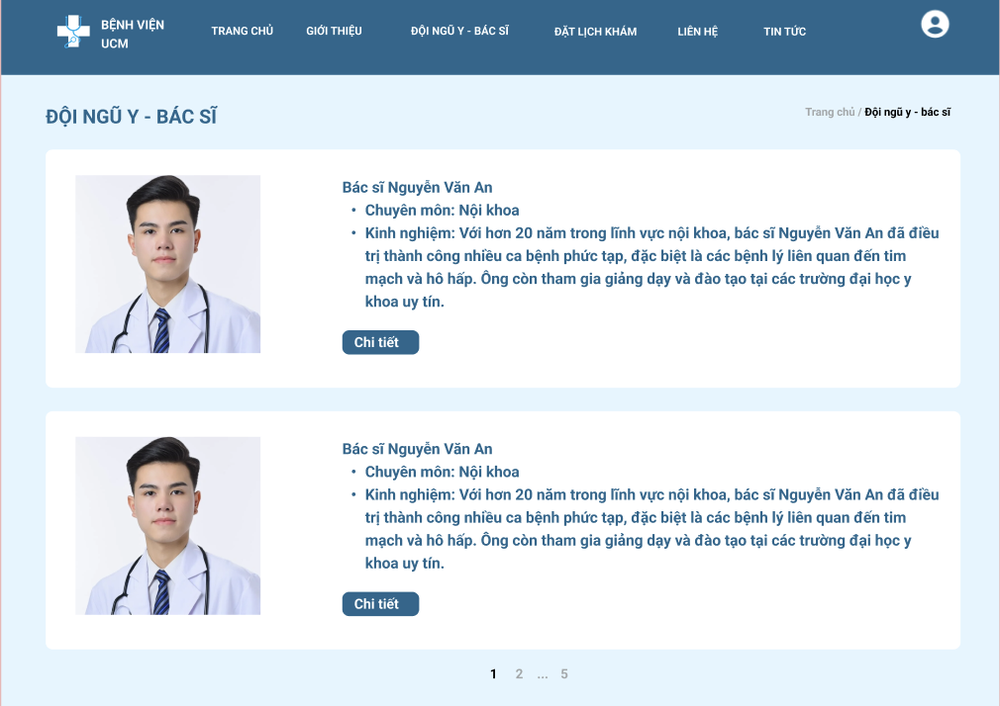 BỆNH VIỆN
UCM
TRANG CHỦ
GIỚI THIỆU
ĐỘI NGŨ Y - BÁC SĨ
ĐẶT LỊCH KHÁM
LIÊN HỆ
TIN TỨC
ĐỘI NGŨ Y - BÁC SĨ
Trang chủ / Đội ngũ y - bác sĩ
Bác sĩ Nguyễn Văn An
• Chuyên môn: Nội khoa
• Kinh nghiệm: Với hơn 20 năm trong lĩnh vực nội khoa, bác sĩ Nguyễn Văn An đã điều
trị thành công nhiều ca bệnh phức tạp, đặc biệt là các bệnh lý liên quan đến tim
mạch và hô hấp. Ông còn tham gia giảng dạy và đào tạo tại các trường đại học y
khoa uy tín.
Chi tiết
Bác sĩ Nguyễn Văn An
• Chuyên môn: Nội khoa
• Kinh nghiệm: Với hơn 20 năm trong lĩnh vực nội khoa, bác sĩ Nguyễn Văn An đã điều
trị thành công nhiều ca bệnh phức tạp, đặc biệt là các bệnh lý liên quan đến tim
mạch và hô hấp. Ông còn tham gia giảng dạy và đào tạo tại các trường đại học y
khoa uy tín.
Chi tiết
1 2 ... 5